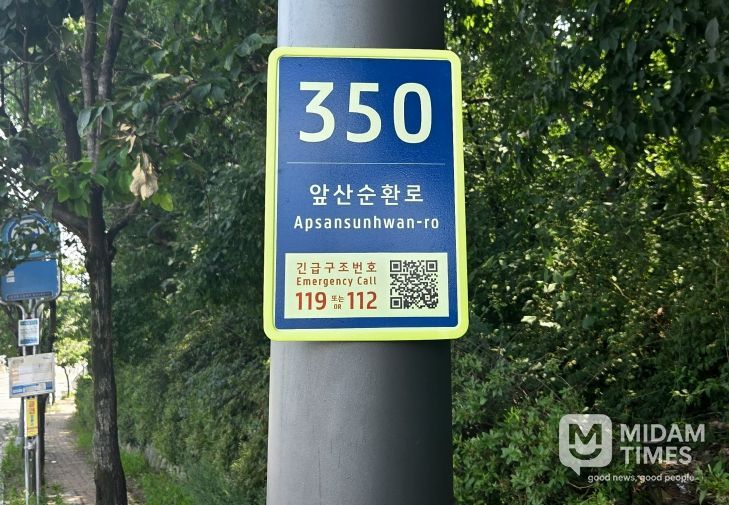 350
앞산순환로
Apsansunhwan-ro
긴급구조번호
Emergency Call
119 또는 OR 112
MIDAM
TIMES
good news, good people